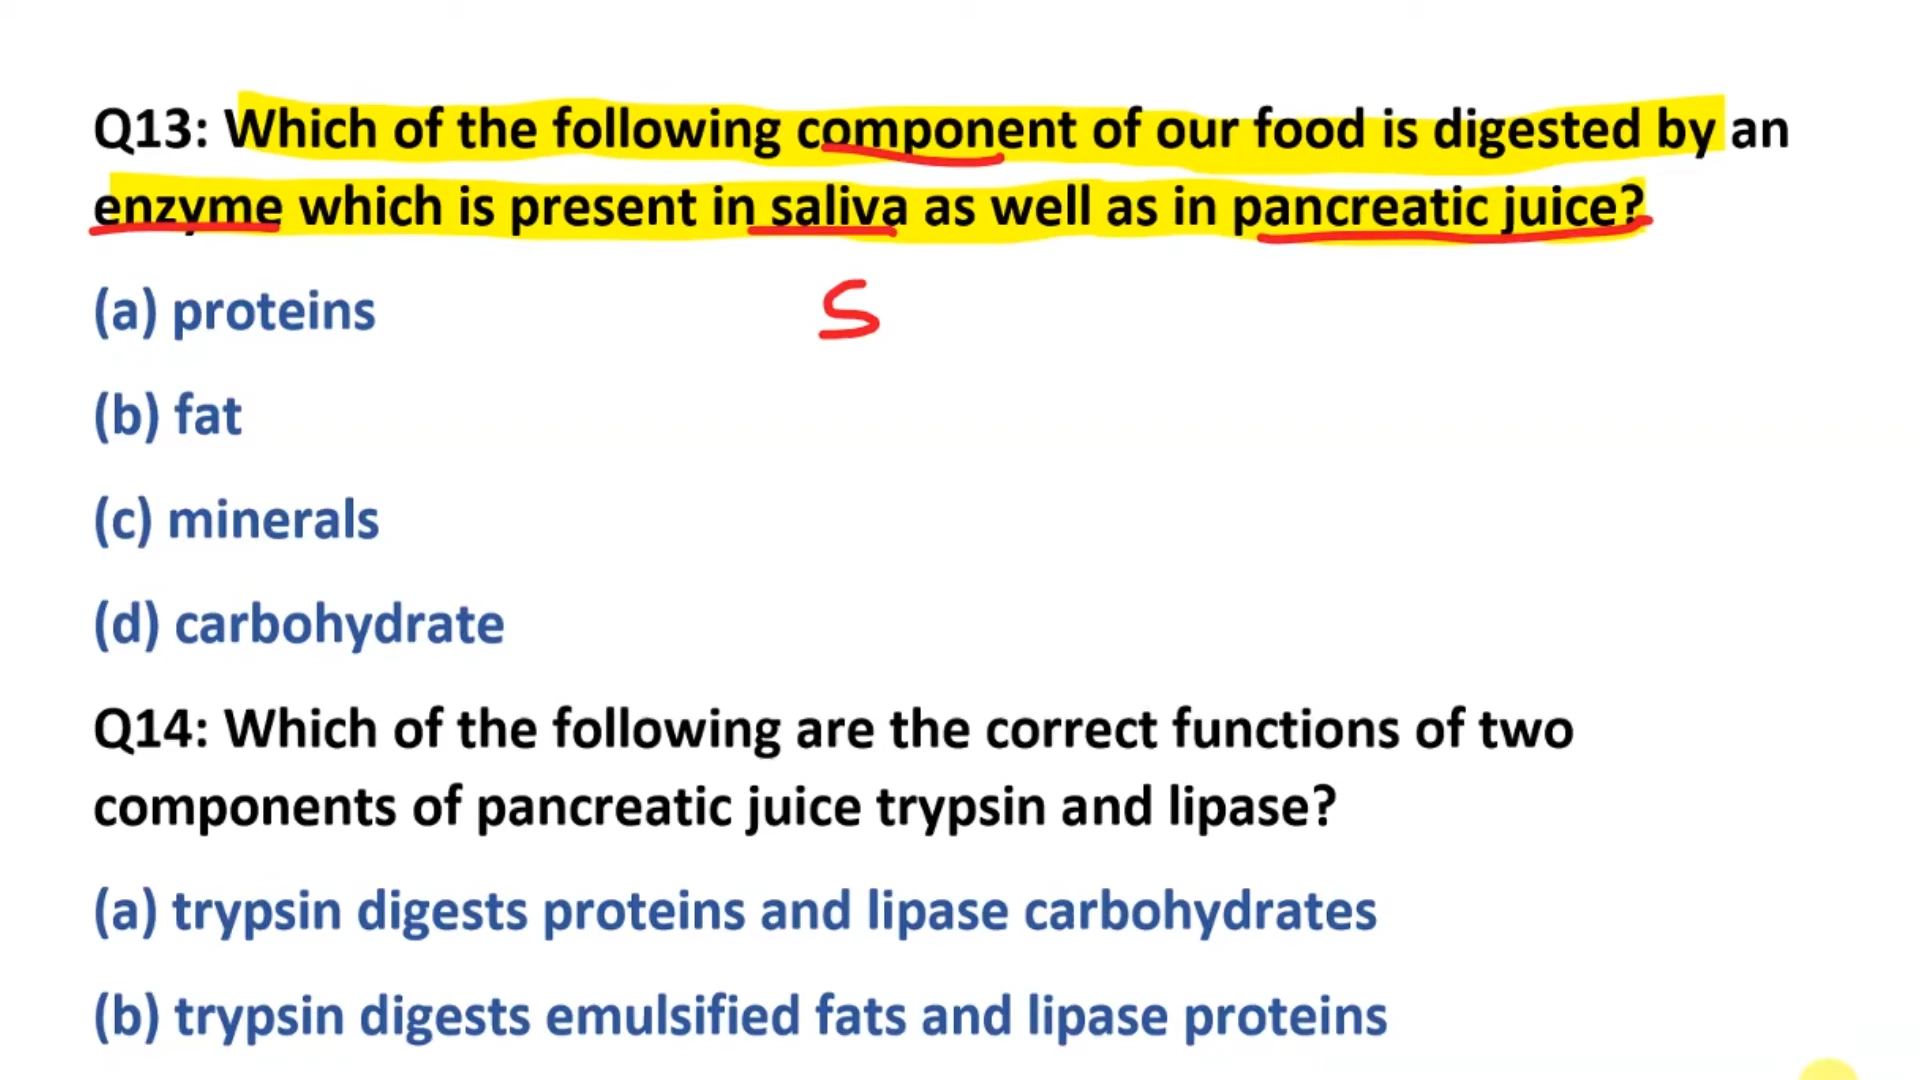 Q13: Which of the following component of our food is digested by an
enzyme which is present in saliva as well as in pancreatic juice?
(a) proteins
S
(b) fat
(c) minerals
(d) carbohydrate
Q14: Which of the following are the correct functions of two
components of pancreatic juice trypsin and lipase?
(a) trypsin digests proteins and lipase carbohydrates
(b) trypsin digests emulsified fats and lipase proteins